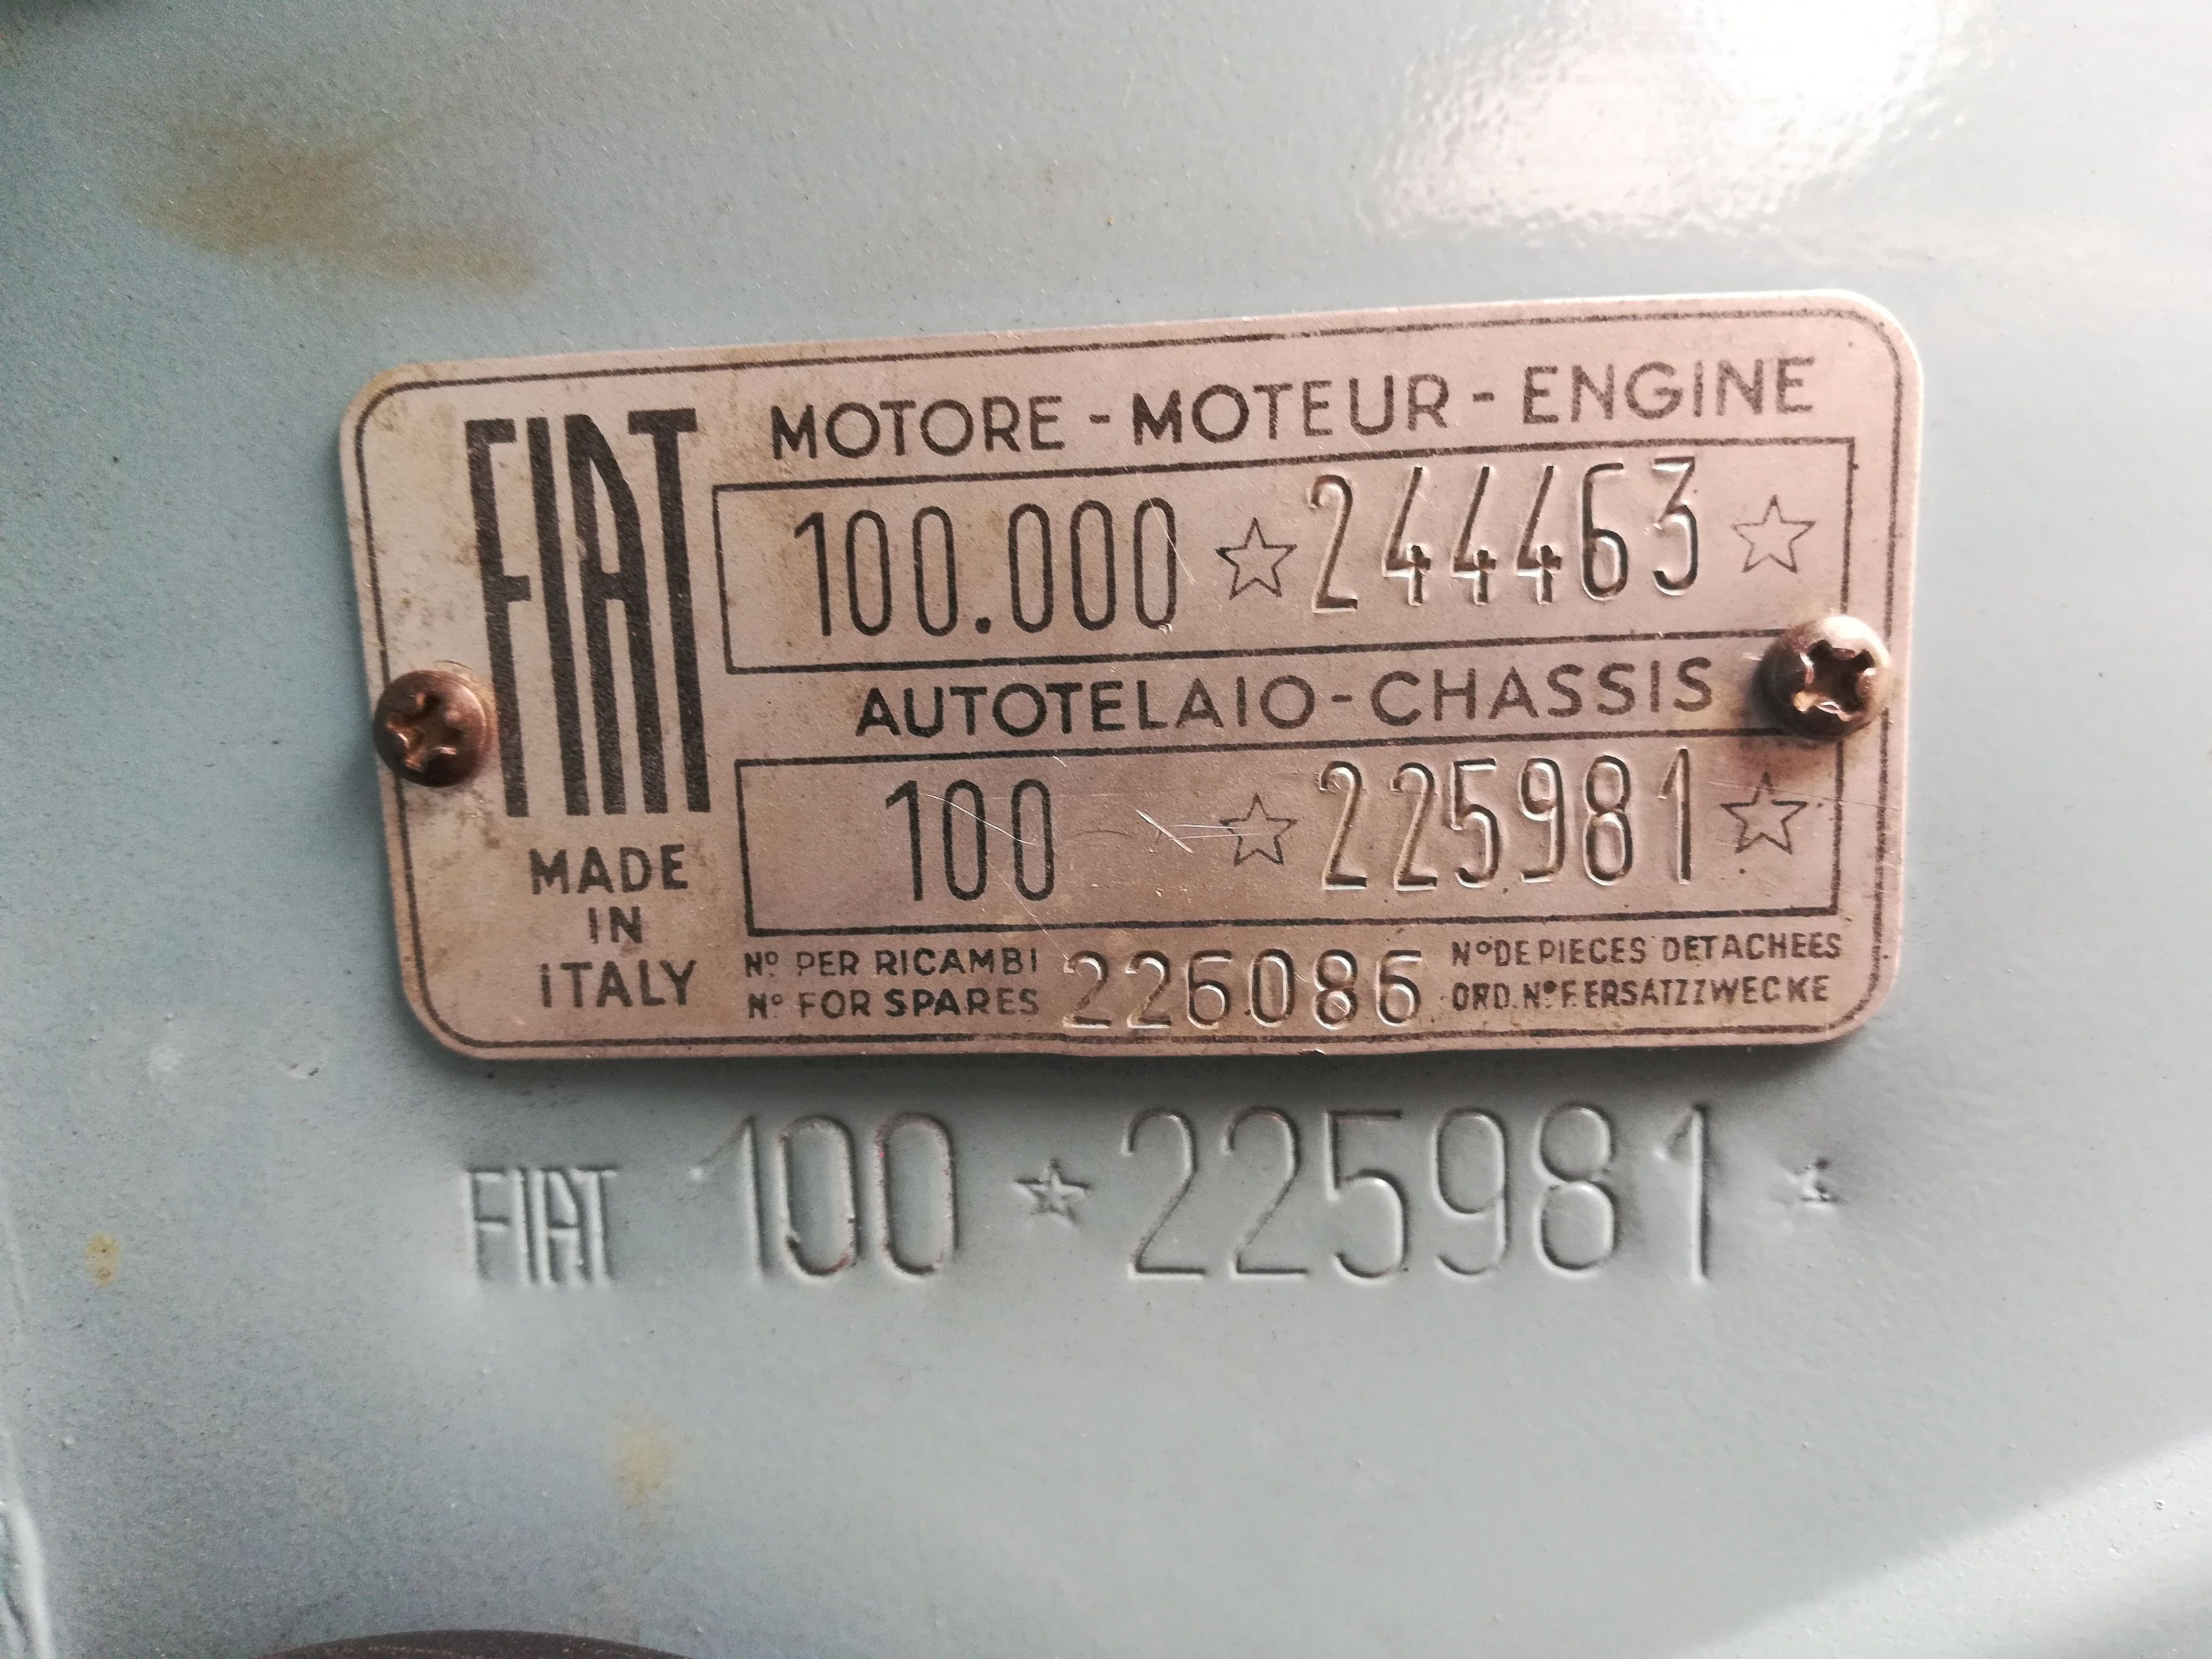 FIAT
MADE
IN
ITALY
MOTORE - MOTEUR - ENGINE
100.000 ☆ 244463 ☆
AUTOTELAIO - CHASSIS
100 ☆ 225981 ☆
Nº PER RICAMBI
Nº FOR SPARES
226086
Nº DE PIECES DETACHEES
ORD. Nº F. ERSATZZWECKE
FIAT 100 ★ 225981 ★